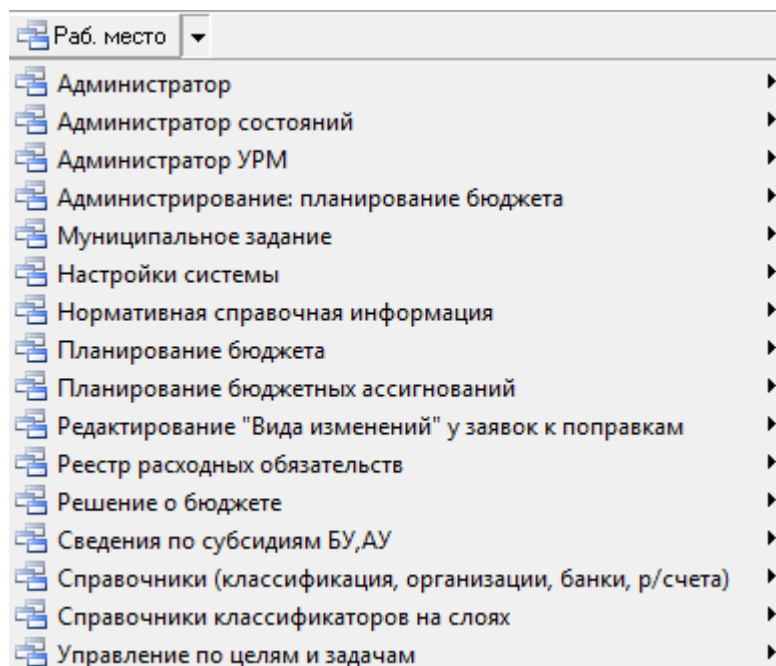 Раб. место
Администратор
Администратор состояний
Администратор УРМ
Администрирование: планирование бюджета
Муниципальное задание
Настройки системы
Нормативная справочная информация
Планирование бюджета
Планирование бюджетных ассигнований
Редактирование "Вида изменений" у заявок к поправкам
Реестр расходных обязательств
Решение о бюджете
Сведения по субсидиям БУ,АУ
Справочники (классификация, организации, банки, р/счета)
Справочники классификаторов на слоях
Управление по целям и задачам